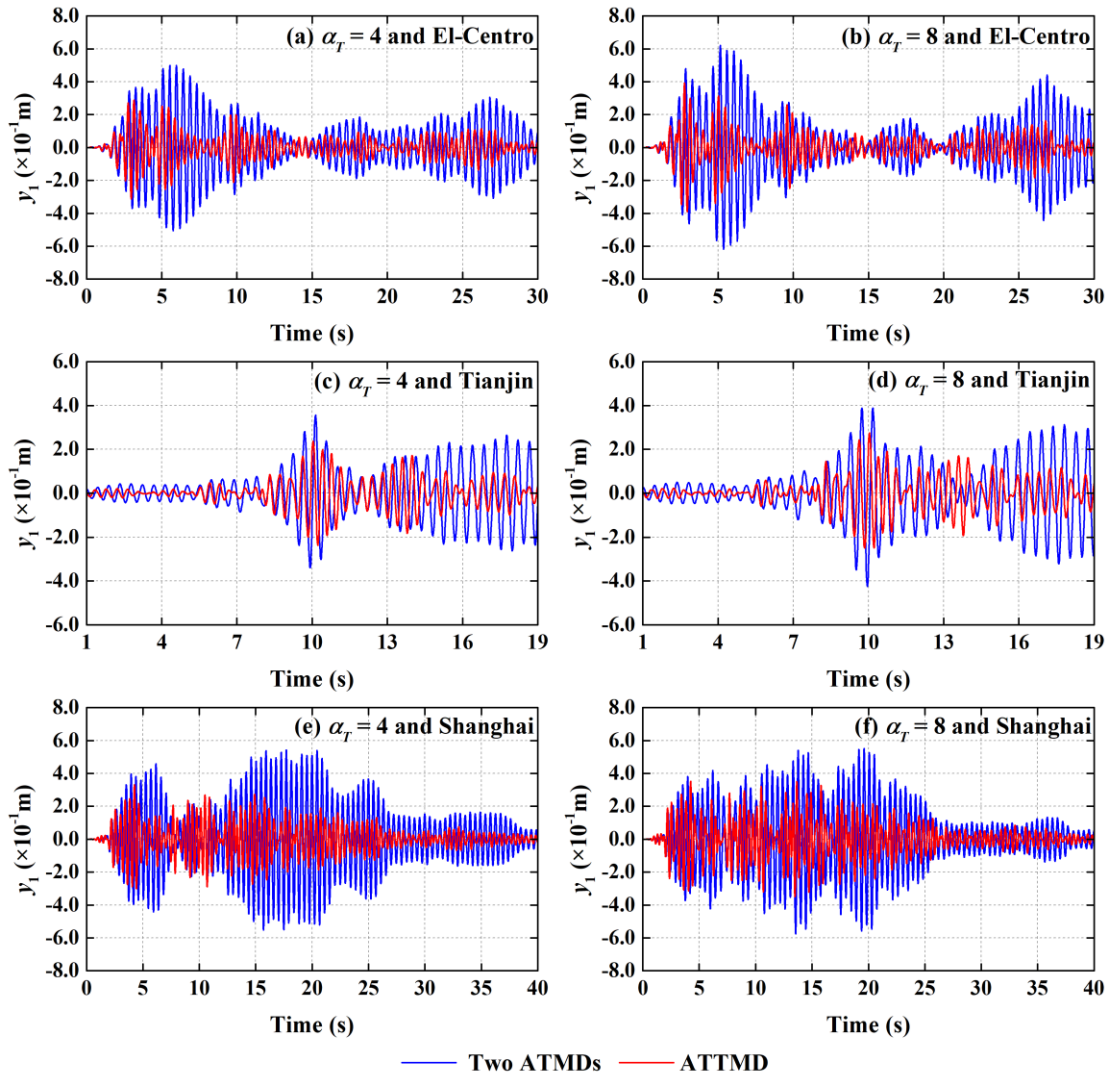 (a) α_T = 4 and El-Centro
8.0
6.0
4.0
2.0
0.0
-2.0
-4.0
-6.0
-8.0
y₁ (×10⁻¹m)
0 5 10 15 20 25 30
Time (s)
(b) α_T = 8 and El-Centro
8.0
6.0
4.0
2.0
0.0
-2.0
-4.0
-6.0
-8.0
y₁ (×10⁻¹m)
0 5 10 15 20 25 30
Time (s)
(c) α_T = 4 and Tianjin
6.0
4.0
2.0
0.0
-2.0
-4.0
-6.0
y₁ (×10⁻¹m)
1 4 7 10 13 16 19
Time (s)
(d) α_T = 8 and Tianjin
6.0
4.0
2.0
0.0
-2.0
-4.0
-6.0
y₁ (×10⁻¹m)
1 4 7 10 13 16 19
Time (s)
(e) α_T = 4 and Shanghai
8.0
6.0
4.0
2.0
0.0
-2.0
-4.0
-6.0
-8.0
y₁ (×10⁻¹m)
0 5 10 15 20 25 30 35 40
Time (s)
(f) α_T = 8 and Shanghai
8.0
6.0
4.0
2.0
0.0
-2.0
-4.0
-6.0
-8.0
y₁ (×10⁻¹m)
0 5 10 15 20 25 30 35 40
Time (s)
Two ATMDs ATTMD